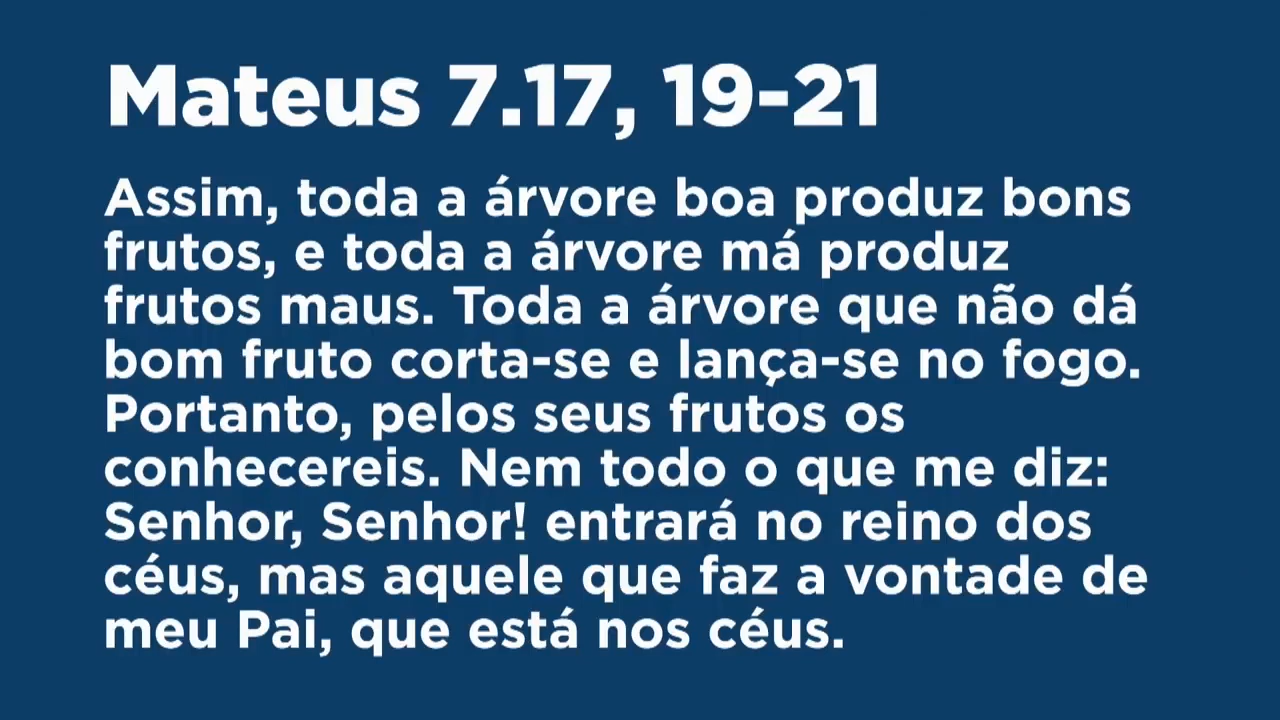 Mateus 7.17, 19-21
Assim, toda a árvore boa produz bons
frutos, e toda a árvore má produz
frutos maus. Toda a árvore que não dá
bom fruto corta-se e lança-se no fogo.
Portanto, pelos seus frutos os
conhecereis. Nem todo o que me diz:
Senhor, Senhor! entrará no reino dos
céus, mas aquele que faz a vontade de
meu Pai, que está nos céus.